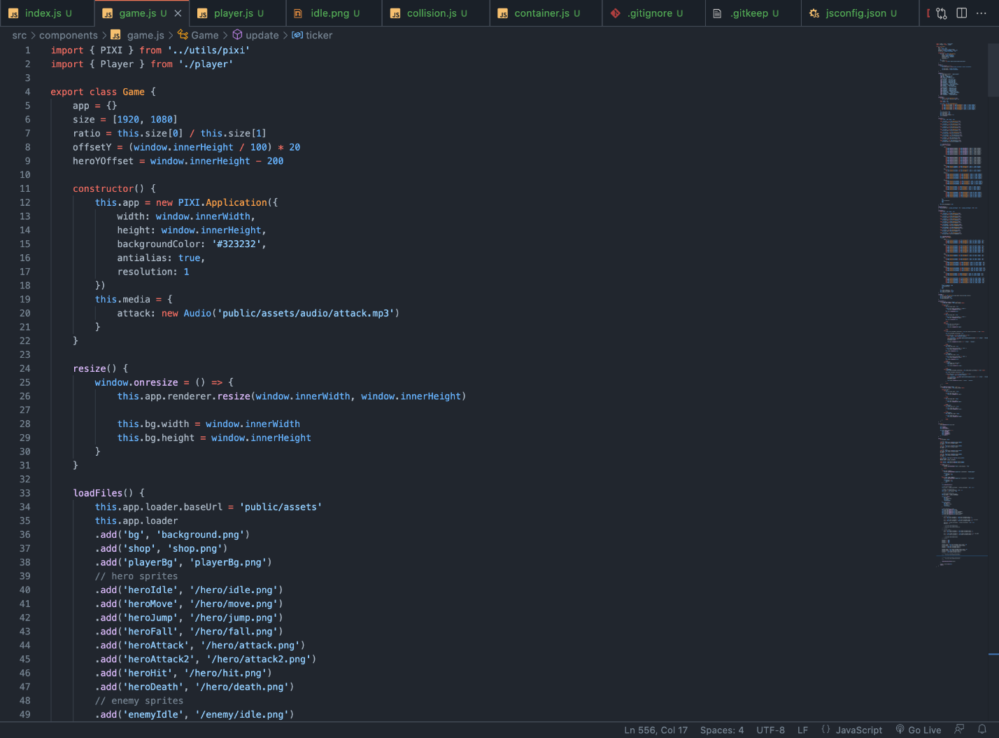 JS index.js U JS game.js U JS player.js U idle.png U JS collision.js U JS container.js U .gitignore U .gitkeep U jsconfig.json U
src > components > JS game.js > Game > update > ticker
1 import { PIXI } from '../utils/pixi'
2 import { Player } from './player'
3
4 export class Game {
5 app = {}
6 size = [1920, 1080]
7 ratio = this.size[0] / this.size[1]
8 offsetY = (window.innerHeight / 100) * 20
9 heroYOffset = window.innerHeight - 200
10
11 constructor() {
12 this.app = new PIXI.Application({
13 width: window.innerWidth,
14 height: window.innerHeight,
15 backgroundColor: '#323232',
16 antialias: true,
17 resolution: 1
18 })
19 this.media = {
20 attack: new Audio('public/assets/audio/attack.mp3')
21 }
22 }
23
24 resize() {
25 window.onresize = () => {
26 this.app.renderer.resize(window.innerWidth, window.innerHeight)
27
28 this.bg.width = window.innerWidth
29 this.bg.height = window.innerHeight
30 }
31 }
32
33 loadFiles() {
34 this.app.loader.baseUrl = 'public/assets'
35 this.app.loader
36 .add('bg', 'background.png')
37 .add('shop', 'shop.png')
38 .add('playerBg', 'playerBg.png')
39 // hero sprites
40 .add('heroIdle', '/hero/idle.png')
41 .add('heroMove', '/hero/move.png')
42 .add('heroJump', '/hero/jump.png')
43 .add('heroFall', '/hero/fall.png')
44 .add('heroAttack', '/hero/attack.png')
45 .add('heroAttack2', '/hero/attack2.png')
46 .add('heroHit', '/hero/hit.png')
47 .add('heroDeath', '/hero/death.png')
48 // enemy sprites
49 .add('enemyIdle', '/enemy/idle.png')
Ln 556, Col 17 Spaces: 4 UTF-8 LF {} JavaScript Go Live